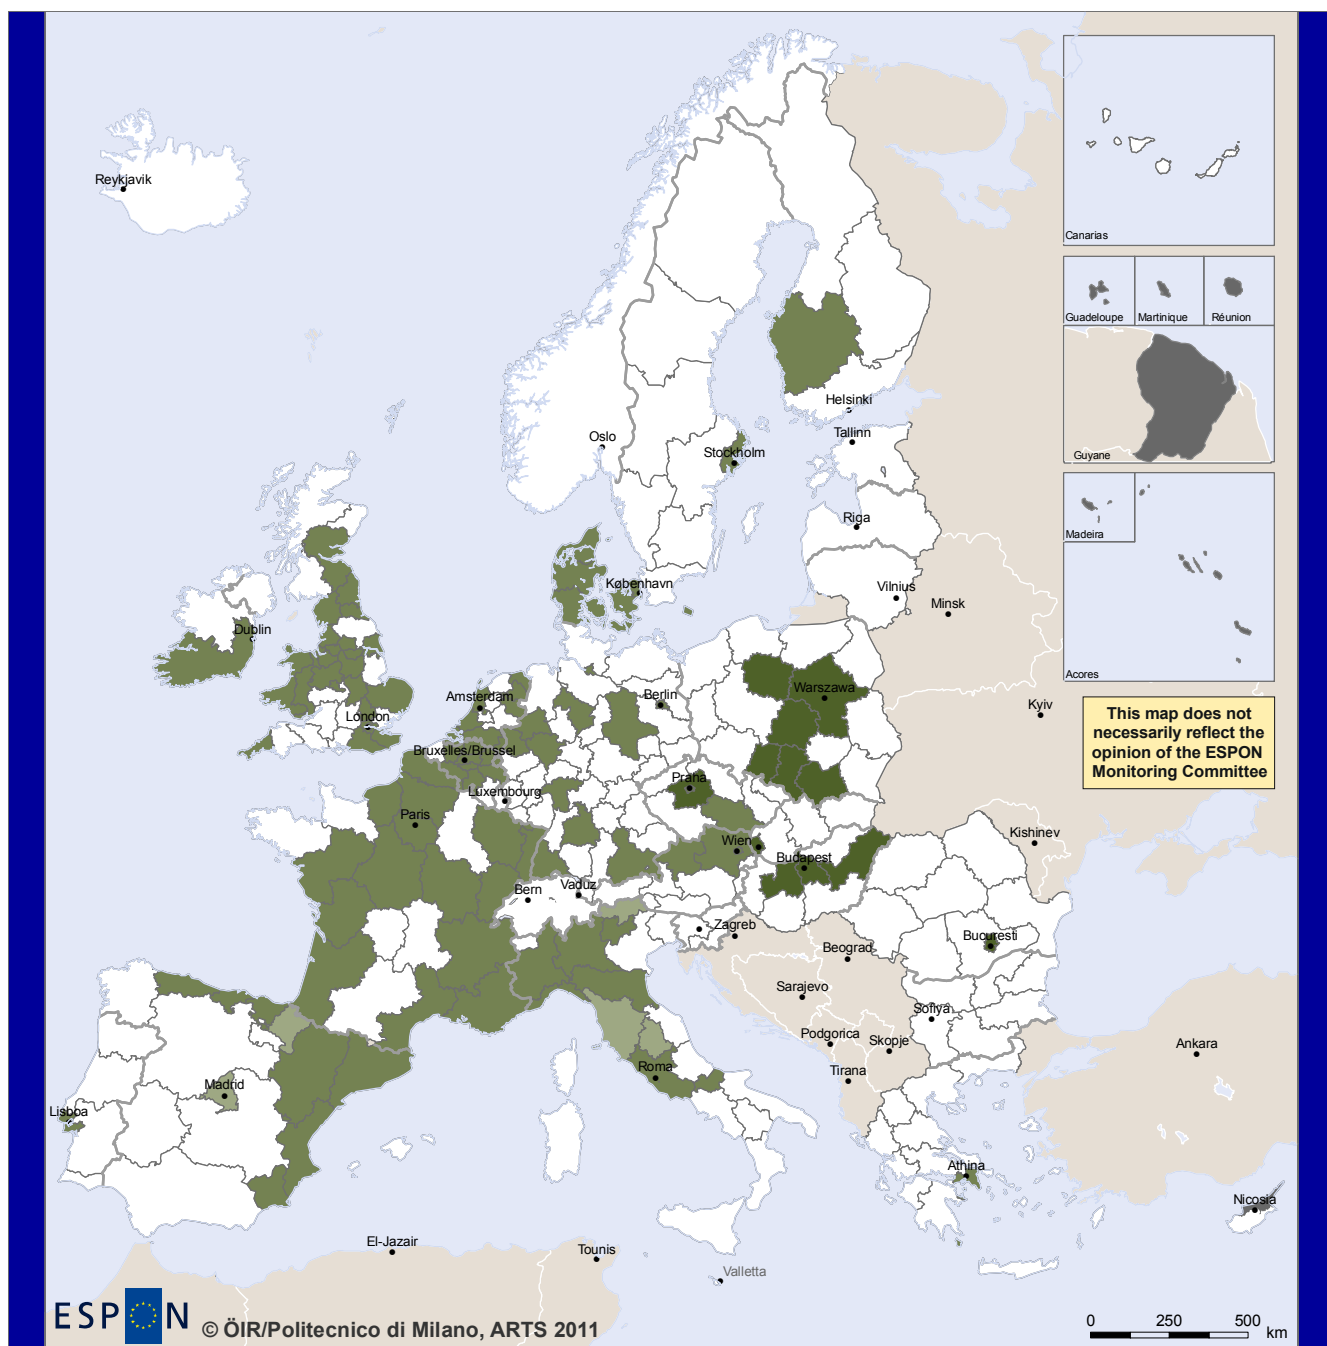 Canarias
Reykjavik
Guadeloupe
Martinique
Réunion
Helsinki
Tallinn
Oslo
Stockholm
Guyane
Riga
Madeira
København
Vilnius
Minsk
Dublin
Acores
Amsterdam
Berlin
Warszawa
Kyiv
London
Bruxelles/Brussel
This map does not
necessarily reflect the
opinion of the ESPON
Monitoring Committee
Praha
Luxembourg
Paris
Kishinev
Wien
Budapest
Bern
Vaduz
Zagreb
Bucuresti
Beograd
Sarajevo
Sofiya
Podgorica
Skopje
Ankara
Roma
Tirana
Madrid
Lisboa
Athina
Nicosia
El-Jazair
Tounis
Valletta
ESPON
© ÖIR/Politecnico di Milano, ARTS 2011
0 250 500
km